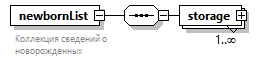 newbornList
storage
1..∞
Коллекция сведений о
новорожденных